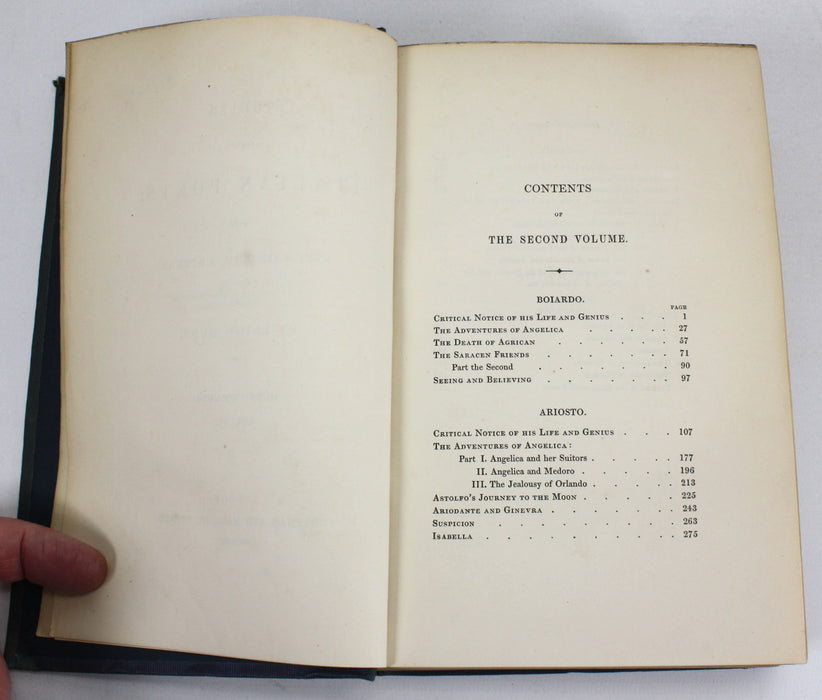 CONTENTS
OF
THE SECOND VOLUME.
BOIARDO.
PAGE
Critical Notice of his Life and Genius . . . 1
The Adventures of Angelica . . . . . 27
The Death of Agrican . . . . . . 57
The Saracen Friends . . . . . . . 71
Part the Second . . . . . . . 90
Seeing and Believing . . . . . . . 97
ARIOSTO.
Critical Notice of his Life and Genius . . . 107
The Adventures of Angelica:
Part I. Angelica and her Suitors . . . . . 177
II. Angelica and Medoro . . . . . . 196
III. The Jealousy of Orlando . . . . . 213
Astolfo's Journey to the Moon . . . . . . 225
Ariodante and Ginevra . . . . . . . 243
Suspicion . . . . . . . . . 263
Isabella . . . . . . . . . . 275